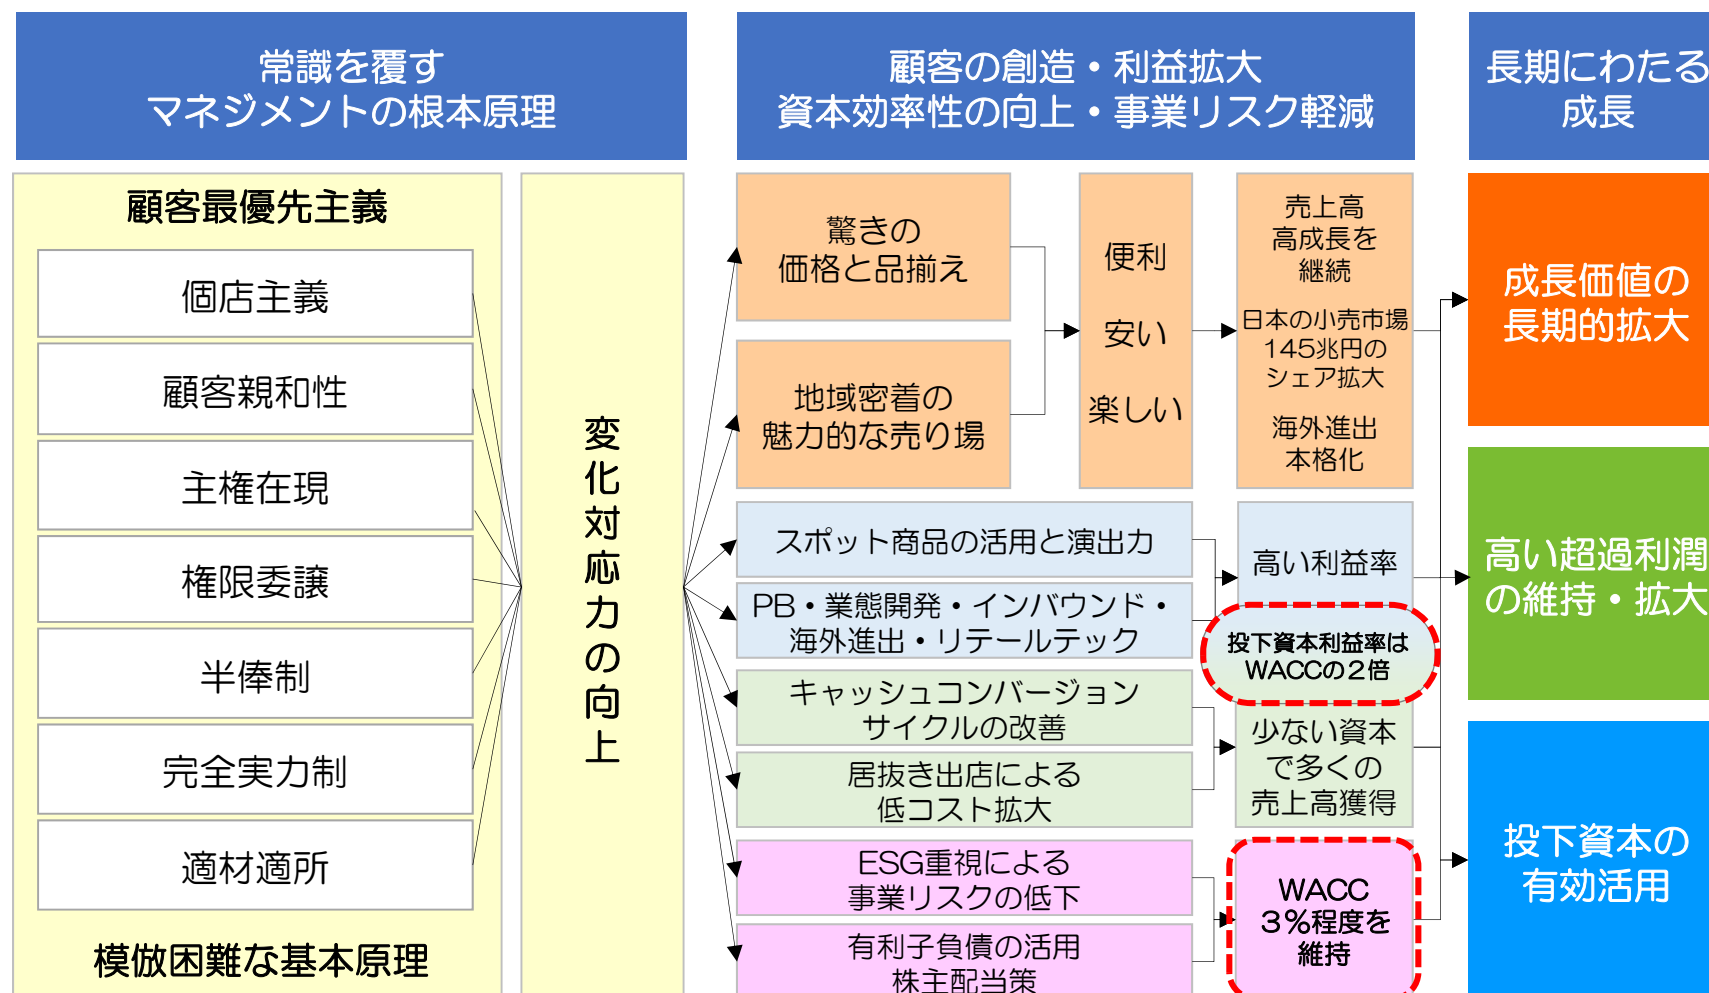 常識を覆す
マネジメントの根本原理
顧客の創造・利益拡大
資本効率性の向上・事業リスク軽減
長期にわたる
成長
顧客最優先主義
個店主義
顧客親和性
主権在現
権限委譲
半俸制
完全実力制
適材適所
模倣困難な基本原理
変化対応力の向上
驚きの
価格と品揃え
地域密着の
魅力的な売り場
便利
安い
楽しい
売上高
高成長を
継続
日本の小売市場
145兆円の
シェア拡大
海外進出
本格化
スポット商品の活用と演出力
PB・業態開発・インバウンド・
海外進出・リテールテック
高い利益率
投下資本利益率は
WACCの2倍
キャッシュコンバージョン
サイクルの改善
居抜き出店による
低コスト拡大
少ない資本
で多くの
売上高獲得
ESG重視による
事業リスクの低下
有利子負債の活用
株主配当策
WACC
3%程度を
維持
成長価値の
長期的拡大
高い超過利潤
の維持・拡大
投下資本の
有効活用